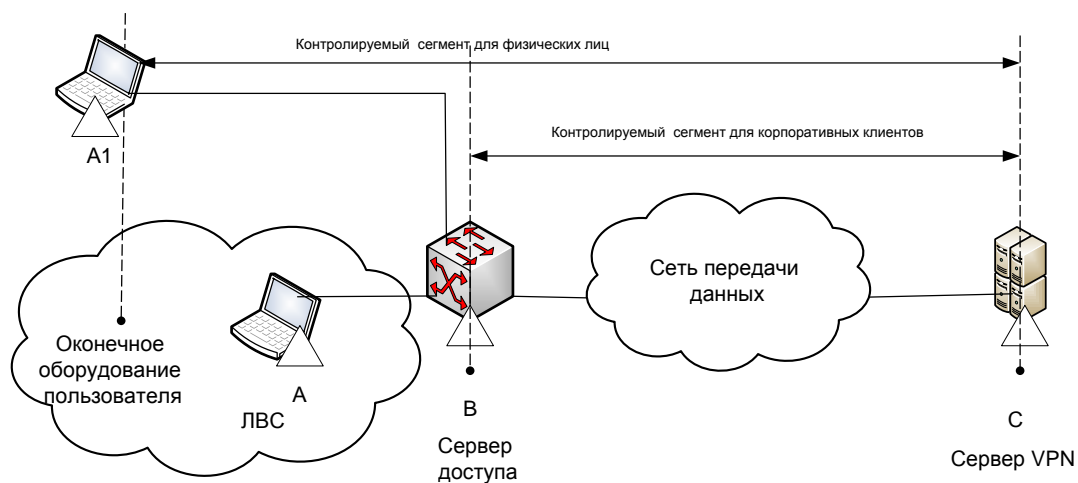 Контролируемый сегмент для физических лиц
Контролируемый сегмент для корпоративных клиентов
А1
Сеть передачи
данных
Оконечное
оборудование
пользователя
А
ЛВС
В
Сервер
доступа
С
Сервер VPN